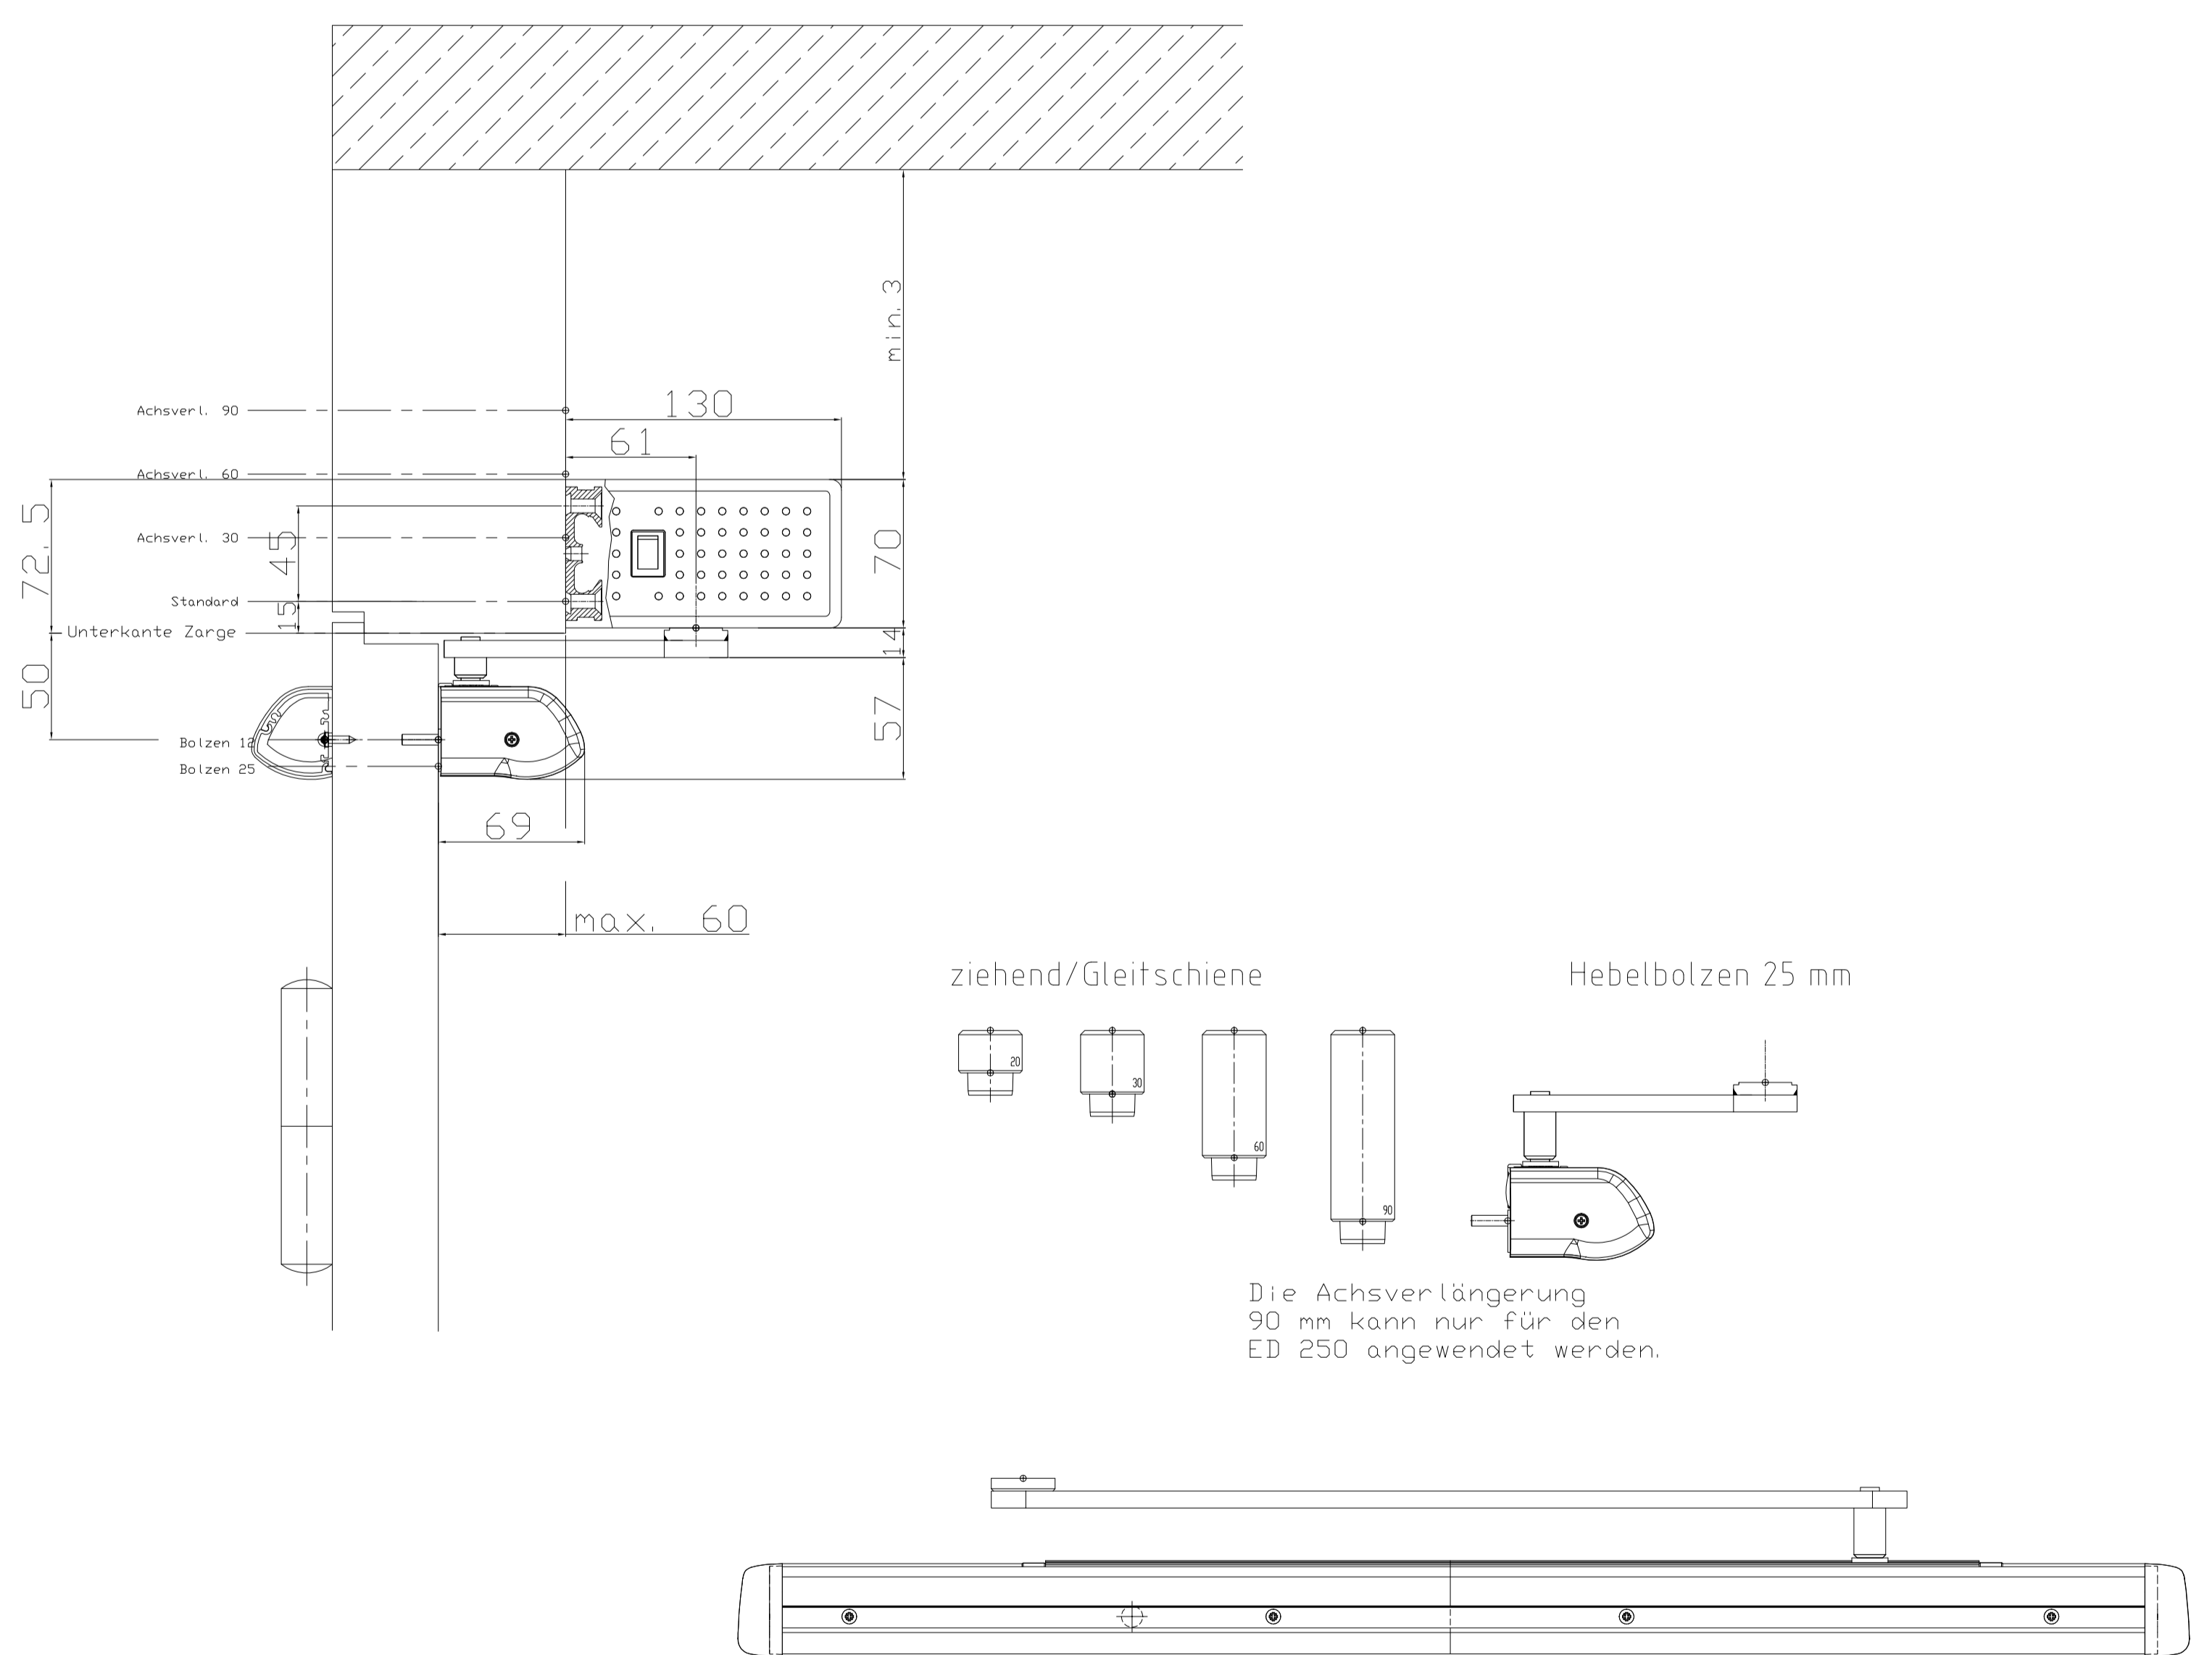 min. 3
130
Achsverl. 90
61
Achsverl. 60
72,5
45
Achsverl. 30
70
Standard
15
Unterkante Zarge
14
50
57
Bolzen 12
Bolzen 25
69
max. 60
ziehend/Gleitschiene
Hebelbolzen 25 mm
20
30
60
90
Die Achsverlängerung
90 mm kann nur für den
ED 250 angewendet werden.